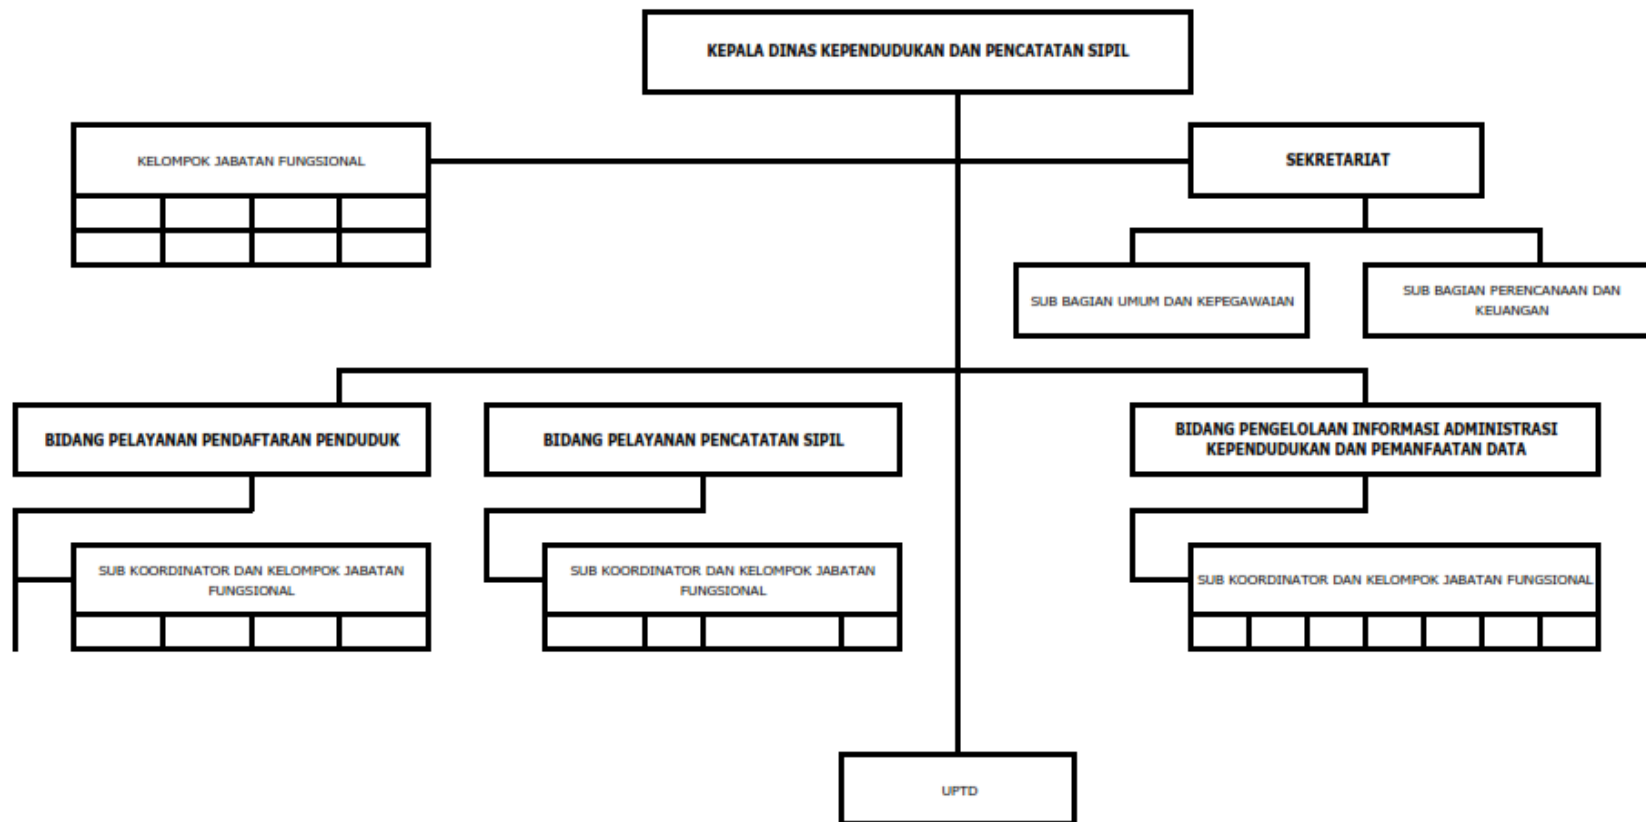 KEPALA DINAS KEPENDUDUKAN DAN PENCATATAN SIPIL
KELOMPOK JABATAN FUNGSIONAL
SEKRETARIAT
SUB BAGIAN UMUM DAN KEPEGAWAIAN
SUB BAGIAN PERENCANAAN DAN
KEUANGAN
BIDANG PELAYANAN PENDAFTARAN PENDUDUK
BIDANG PELAYANAN PENCATATAN SIPIL
BIDANG PENGELOLAAN INFORMASI ADMINISTRASI
KEPENDUDUKAN DAN PEMANFAATAN DATA
SUB KOORDINATOR DAN KELOMPOK JABATAN
FUNGSIONAL
SUB KOORDINATOR DAN KELOMPOK JABATAN
FUNGSIONAL
SUB KOORDINATOR DAN KELOMPOK JABATAN FUNGSIONAL
UPTD